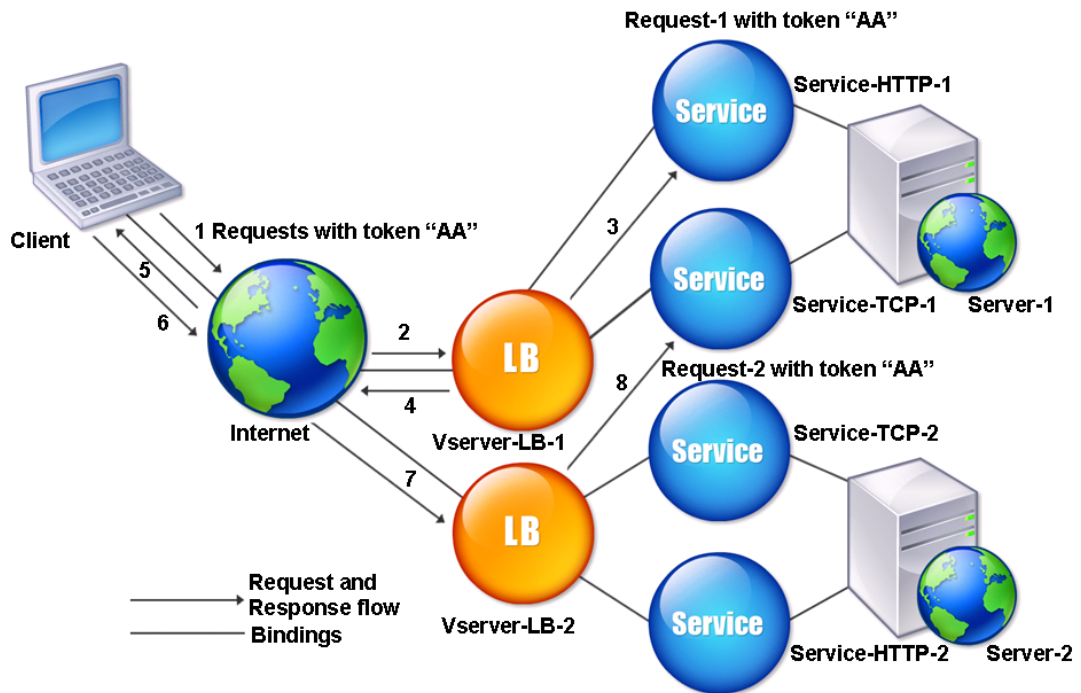 Request-1 with token “AA”
Service
Service-HTTP-1
Client
1 Requests with token “AA”
3
5
6
Service
Service-TCP-1
Server-1
2
LB
4
8
Internet
Vserver-LB-1
Request-2 with token “AA”
Service
Service-TCP-2
7
LB
Vserver-LB-2
Service
Service-HTTP-2
Server-2
Request and
Response flow
Bindings